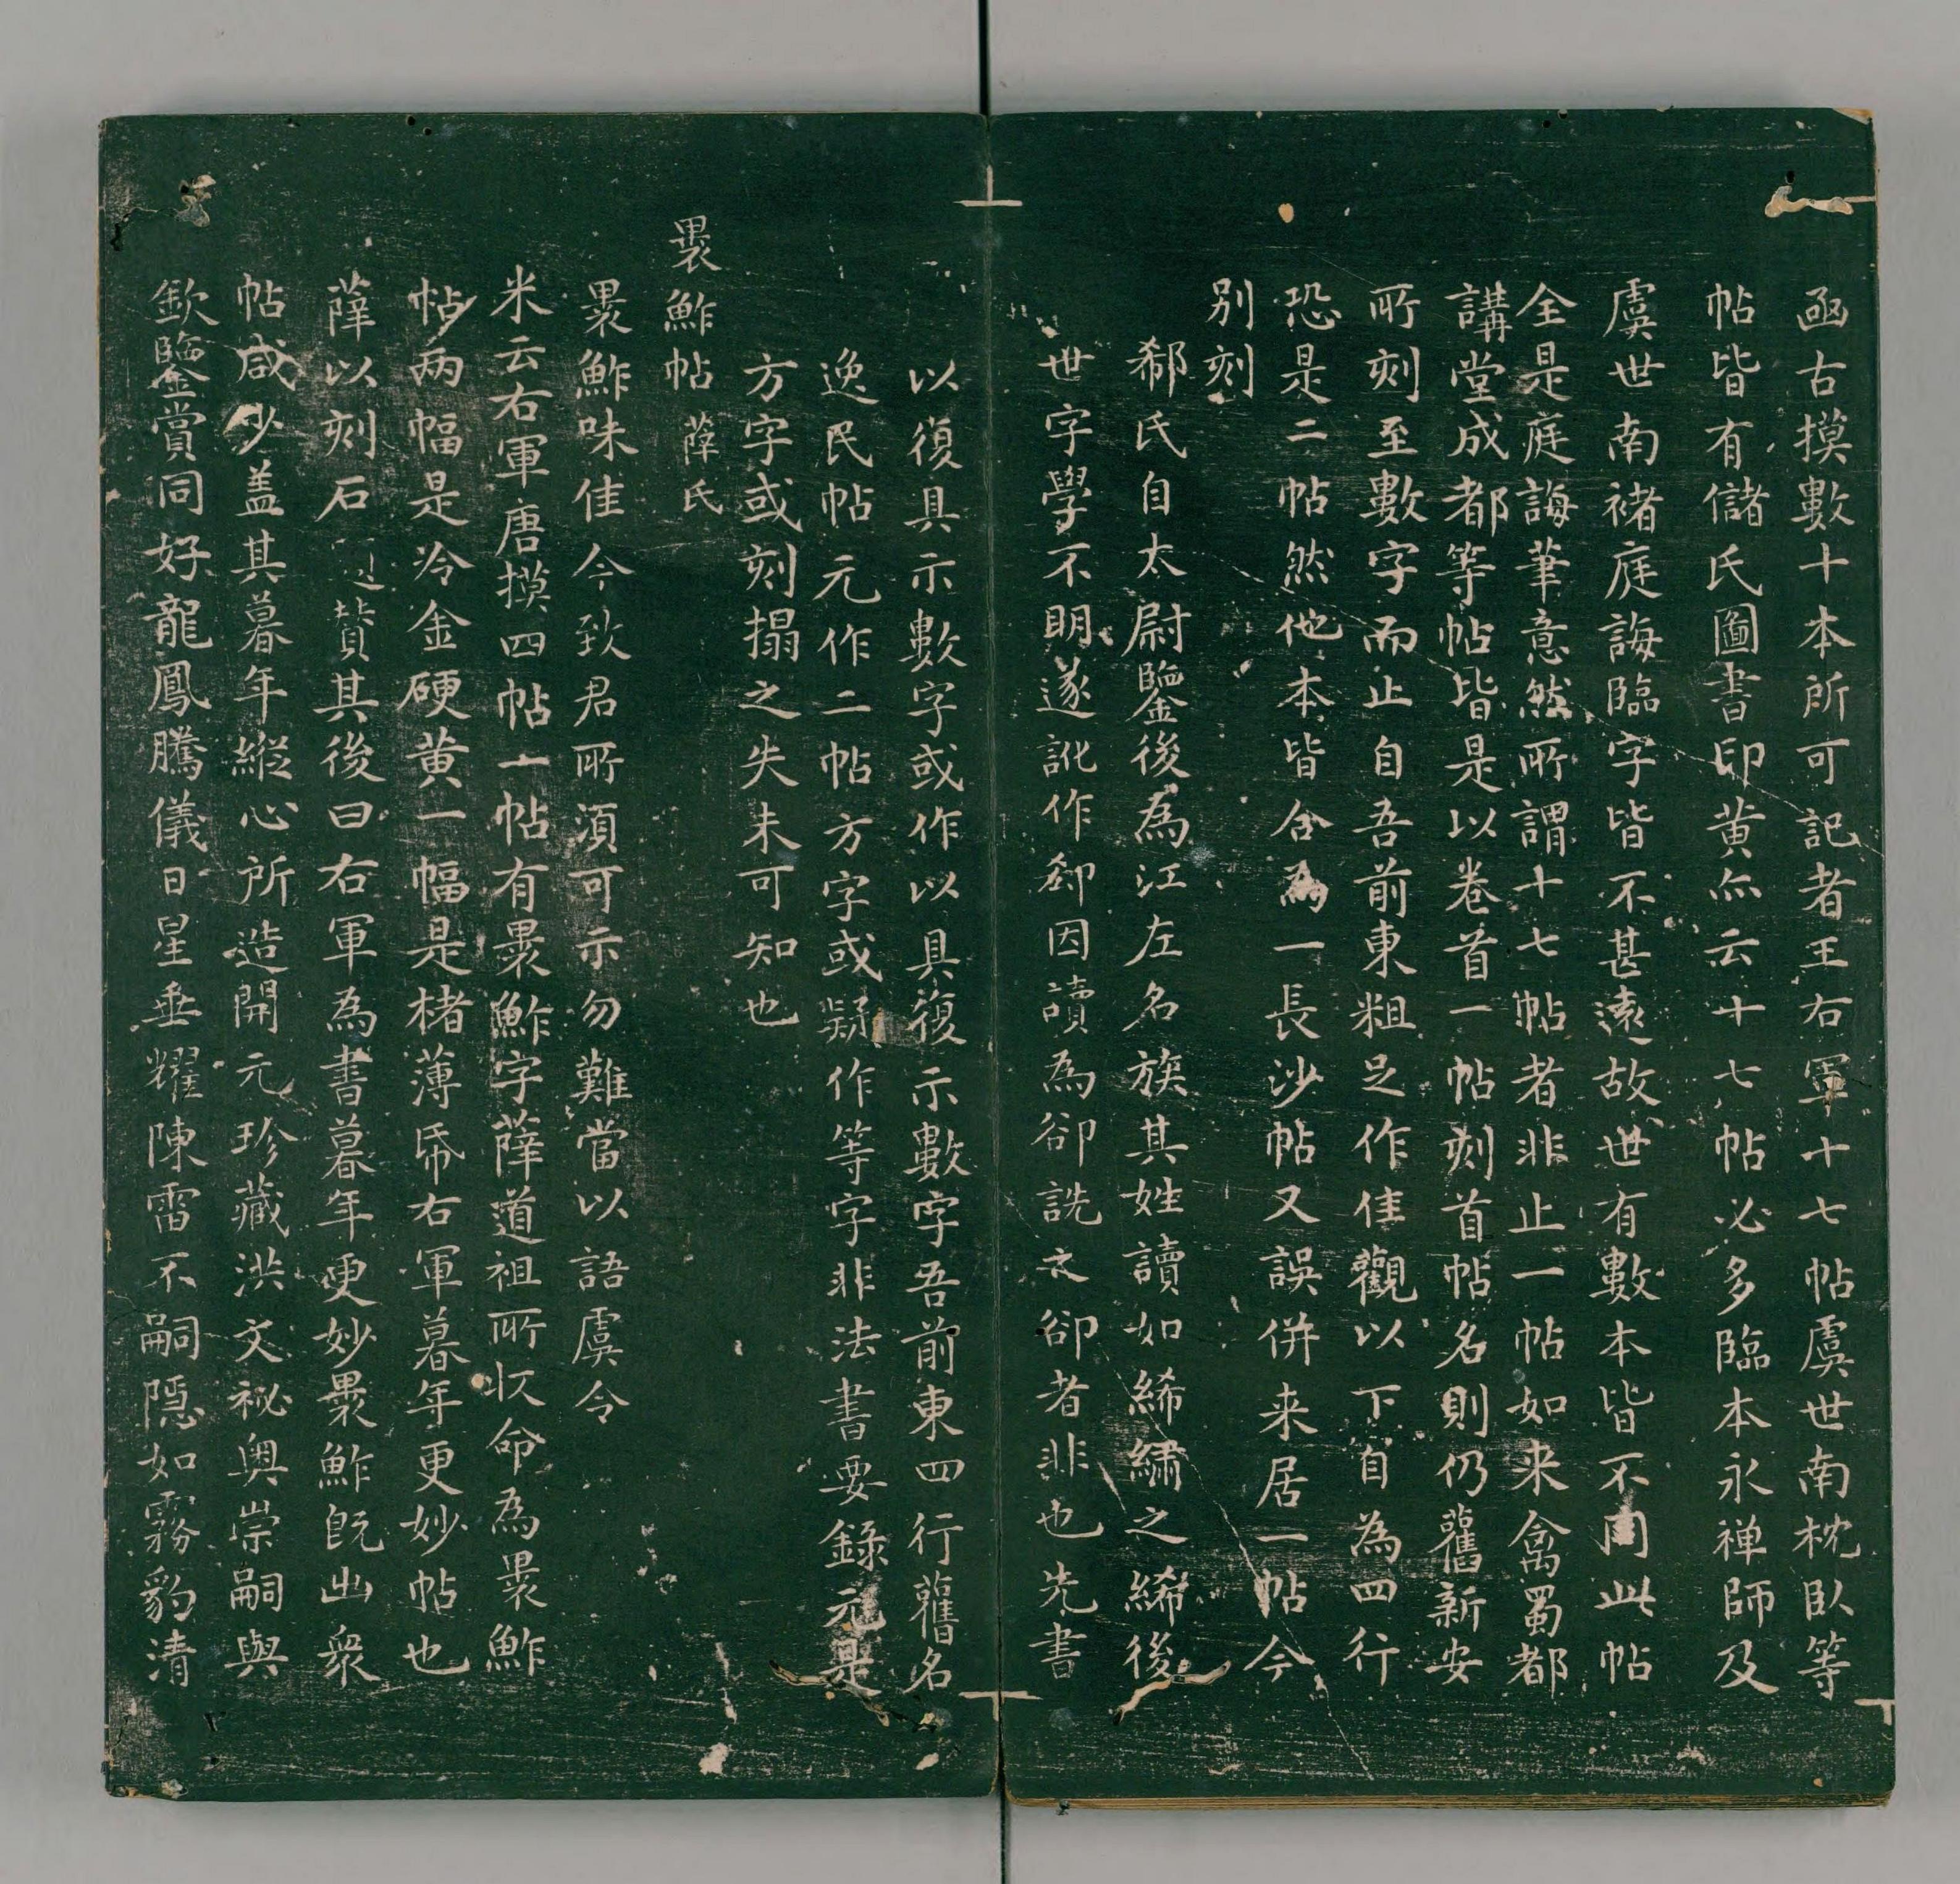 函古摸數十本所可記者王右軍十七帖虞世南枕臥等
帖皆有儲氏圖書印黃亦云十七帖必多臨本永禅師及
虞世南禇庭誨臨字皆不甚遠故世有數本皆不同此帖
全是庭誨筆意然所謂十七帖者非止一帖如来禽蜀都
講堂成都等帖皆是以卷首一帖刻首帖名則仍舊新安
所刻至數字而止自吾前東粗足作佳觀以下自為四行
恐是二帖然他本皆合為一長沙帖又誤併来居一帖今
别刻
郗氏自太尉鑒後為江左名族其姓讀如絺繡之絺後
世字學不明遂訛作郄因讀為卻詵之卻者非也先書
以復具示數字或作以具復示數字吾前東四行舊名
逸民帖元作二帖方字或疑作等字非法書要録元是
方字或刻搨之失未可知也
褁鮓帖 薛氏
褁鮓味佳今致君所湏可示勿難當以語虞令
米云右軍唐摸四帖一帖有褁鮓字薛道祖所収命為褁鮓
帖兩幅是冷金硬黃一幅是楮薄帋右軍暮年更妙帖也
薛以刻石贊其後曰右軍為書暮年更妙褁鮓既出衆
帖咸少盖其暮年縱心所造開元珍藏洪文祕奥崇嗣與
欽鑒賞同好龍鳳騰儀日星垂耀陳雷不嗣隱如霧豹清